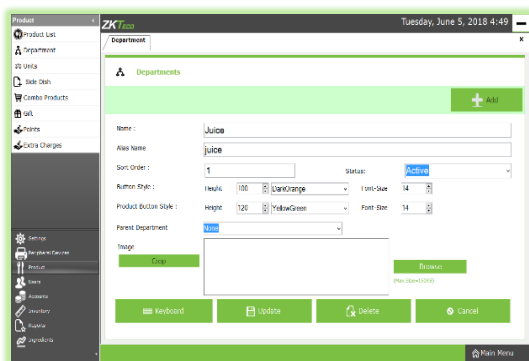 Product
ZKTeco
Tuesday, June 5, 2018 4:49
Product List
Department
Units
Side Dish
Combo Products
Gift
Points
Extra Charges
Department
x
Departments
Add
Name :
Juice
Alias Name
juice
Sort Order :
1
Status:
Active
Button Style :
Height
100
DarkOrange
Font-Size
14
Product Button Style :
Height
120
YellowGreen
Font-Size
14
Parent Department
None
Image
Crop
Browse
Keyboard
Update
Delete
Cancel
Settings
Peripheral Devices
Product
Users
Accounts
Inventory
Reports
Ingredients
Main Menu